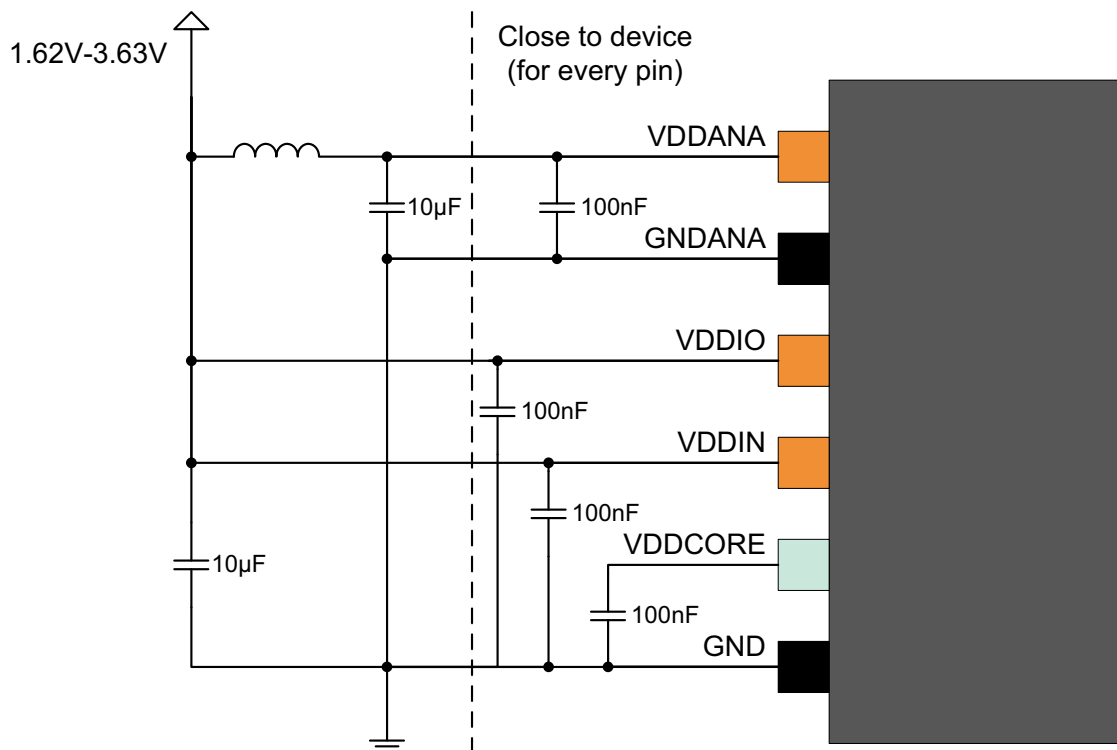 1.62V-3.63V
Close to device
(for every pin)
VDDANA
10µF
100nF
GNDANA
VDDIO
100nF
VDDIN
100nF
VDDCORE
10µF
100nF
GND